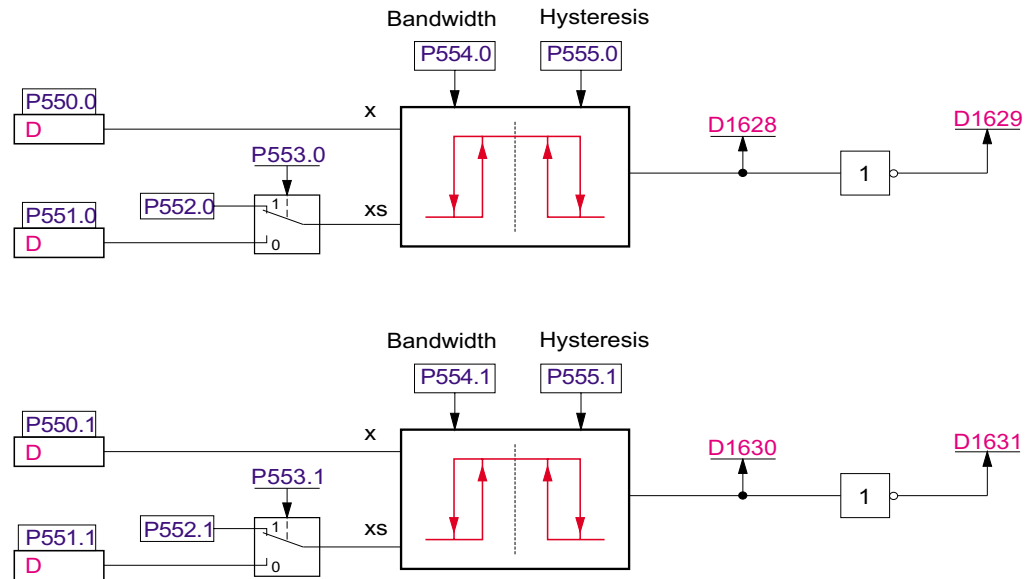 Bandwidth Hysteresis
P554.0 P555.0
P550.0
D
x
D1628
D1629
P553.0
1
P552.0
1
P551.0
D
xs
0
Bandwidth Hysteresis
P554.1 P555.1
P550.1
D
x
D1630
D1631
P553.1
1
P552.1
1
P551.1
D
xs
0